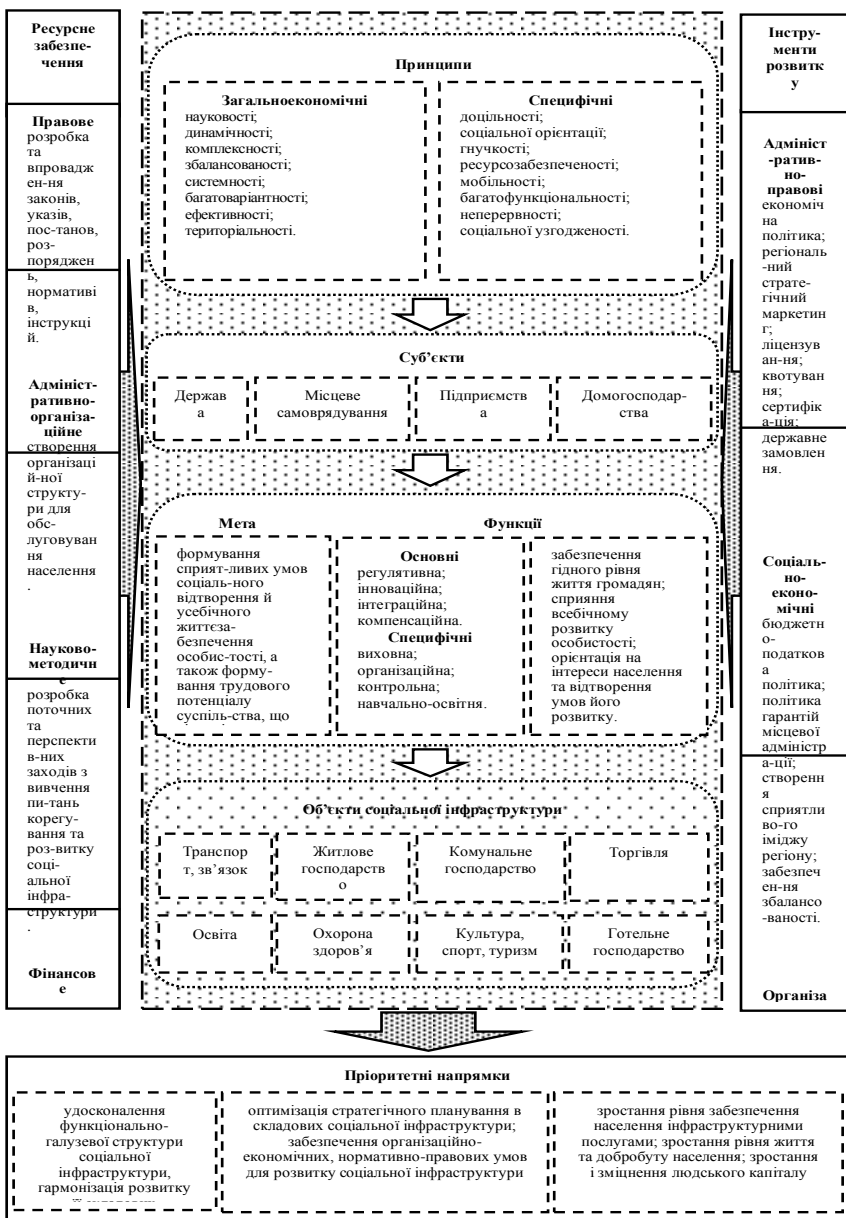 Ресурсне
забезпе-
чення
Правове
розробка
та
впроваджен-ня
законів,
указів,
пос-танов,
роз-
порядженн
ь,
нормативі
в,
інструкці
й.
Адмініст-
ративно-
організа-
ційне
створення
організаці
й-ної
структу-
ри для
обс-
луговуван
ня
населення
.
Науково-
методичн
е
розробка
поточних
та
перспекти
в-них
заходів з
вивчення
пи-тань
корегу-
вання та
роз-витку
соці-
альної
інфра-
структури
.
Фінансов
е
Принципи
Загальноекономічні
науковості;
динамічності;
комплексності;
збалансованості;
системності;
багатоваріантності;
ефективності;
територіальності.
Специфічні
доцільності;
соціальної орієнтації;
гнучкості;
ресурсозабезпеченості;
мобільності;
багатофункціональності;
неперервності;
соціальної узгодженості.
Суб’єкти
Держав
а
Місцеве
самоврядування
Підприємств
а
Домогосподар-
ства
Мета
формування
сприят-ливих умов
соціаль-ного
відтворення й
усебічного
життєза-
безпечення
особис-тості, а
також форму-
вання трудового
потенціалу
суспіль-ства, що
Функції
Основні
регулятивна;
інноваційна;
інтеграційна;
компенсаційна.
Специфічні
виховна;
організаційна;
контрольна;
навчально-освітня.
забезпечення
гідного рівня
життя громадян;
сприяння
всебічному
розвитку
особистості;
орієнтація на
інтереси населення
та відтворення
умов його
розвитку.
Об’єкти соціальної інфраструктури
Транспор
т, зв’язок
Житлове
господарств
о
Комунальне
господарство
Торгівля
Освіта
Охорона
здоров’я
Культура,
спорт, туризм
Готельне
господарство
Інстру-
менти
розвитк
у
Адмініст
-ратив-
но-
правові
економіч
на
політика;
регіональ
-ний
страте-
гічний
маркетин
г;
ліцензув
ан-ня;
квотуван
ня;
сертифік
а-ція;
державне
замовлен
ня.
Соціаль-
но-еко-
номічні
бюджетн
о-
податков
а
політика;
політика
гарантій
місцевої
адміністр
а-ції;
створенн
я
сприятли
во-го
іміджу
регіону;
забезпеч
ен-ня
збалансо
-ваності.
Організа
Пріоритетні напрямки
удосконалення
функціонально-
галузевої структури
соціальної
інфраструктури,
гармонізація розвитку
оптимізація стратегічного планування в
складових соціальної інфраструктури;
забезпечення організаційно-
економічних, нормативно-правових умов
для розвитку соціальної інфраструктури
зростання рівня забезпечення
населення інфраструктурними
послугами; зростання рівня життя
та добробуту населення; зростання
і зміцнення людського капіталу